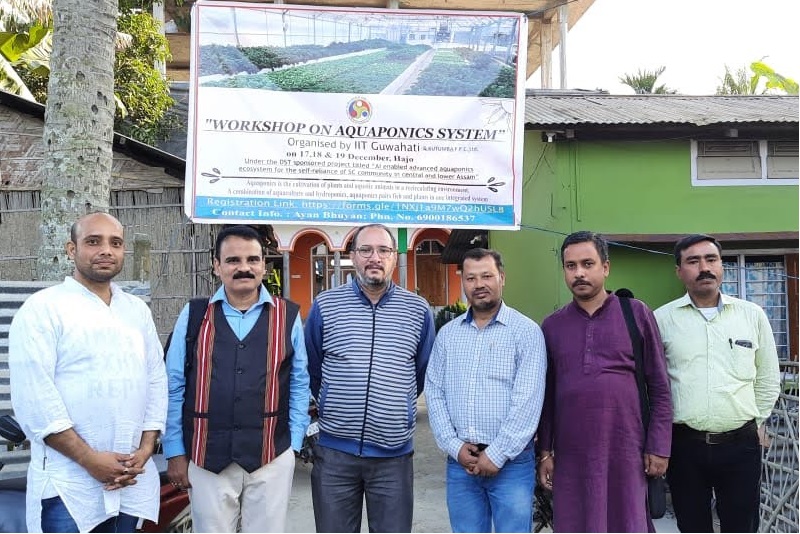 "WORKSHOP ON AQUAPONICS SYSTEM"
Organised by IIT Guwahati & KUTUMBA F.P.C. LTD.
on 17,18 & 19 December, Hajo
Under the DST sponsored project titled "AI enabled advanced aquaponics
ecosystem for the self-reliance of SC community in central and lower Assam"
Aquaponics is the cultivation of plants and aquatic animals in a recirculating environment.
A combination of aquaculture and hydroponics, aquaponics pairs fish and plants in one integrated system
Registration Link: https://forms.gle/1NXJ1a9M7wQ2hUSL8
Contact Info. : Ayan Bhuyan: Phn. No. 6900186537